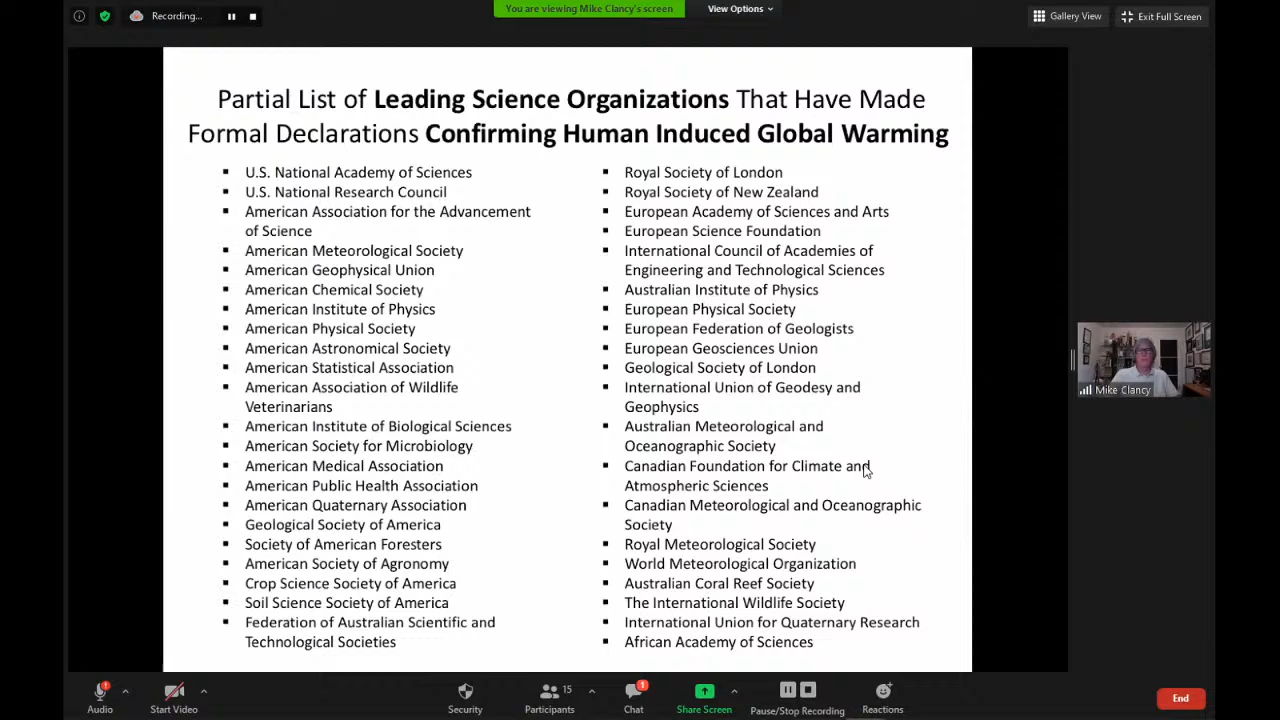 Recording...
You are viewing Mike Clancy's screen
View Options
Gallery View
Exit Full Screen
Partial List of Leading Science Organizations That Have Made
Formal Declarations Confirming Human Induced Global Warming
U.S. National Academy of Sciences
U.S. National Research Council
American Association for the Advancement
of Science
American Meteorological Society
American Geophysical Union
American Chemical Society
American Institute of Physics
American Physical Society
American Astronomical Society
American Statistical Association
American Association of Wildlife
Veterinarians
American Institute of Biological Sciences
American Society for Microbiology
American Medical Association
American Public Health Association
American Quaternary Association
Geological Society of America
Society of American Foresters
American Society of Agronomy
Crop Science Society of America
Soil Science Society of America
Federation of Australian Scientific and
Technological Societies
Royal Society of London
Royal Society of New Zealand
European Academy of Sciences and Arts
European Science Foundation
International Council of Academies of
Engineering and Technological Sciences
Australian Institute of Physics
European Physical Society
European Federation of Geologists
European Geosciences Union
Geological Society of London
International Union of Geodesy and
Geophysics
Australian Meteorological and
Oceanographic Society
Canadian Foundation for Climate and
Atmospheric Sciences
Canadian Meteorological and Oceanographic
Society
Royal Meteorological Society
World Meteorological Organization
Australian Coral Reef Society
The International Wildlife Society
International Union for Quaternary Research
African Academy of Sciences
Mike Clancy
Audio
Start Video
Security
15
Participants
1
Chat
Share Screen
Pause/Stop Recording
Reactions
End